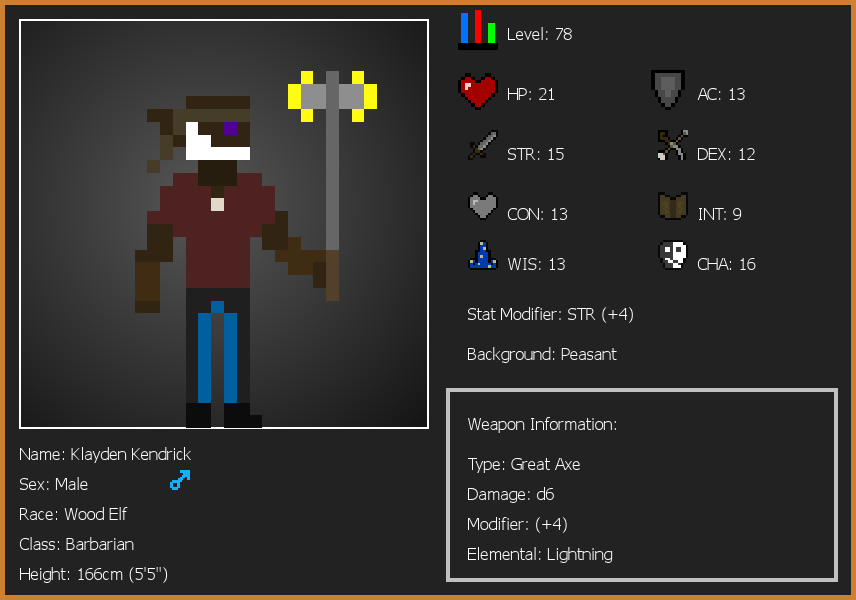 Level: 78
HP: 21
AC: 13
STR: 15
DEX: 12
CON: 13
INT: 9
WIS: 13
CHA: 16
Stat Modifier: STR (+4)
Background: Peasant
Weapon Information:
Type: Great Axe
Damage: d6
Modifier: (+4)
Elemental: Lightning
Name: Klayden Kendrick
Sex: Male
Race: Wood Elf
Class: Barbarian
Height: 166cm (5'5")